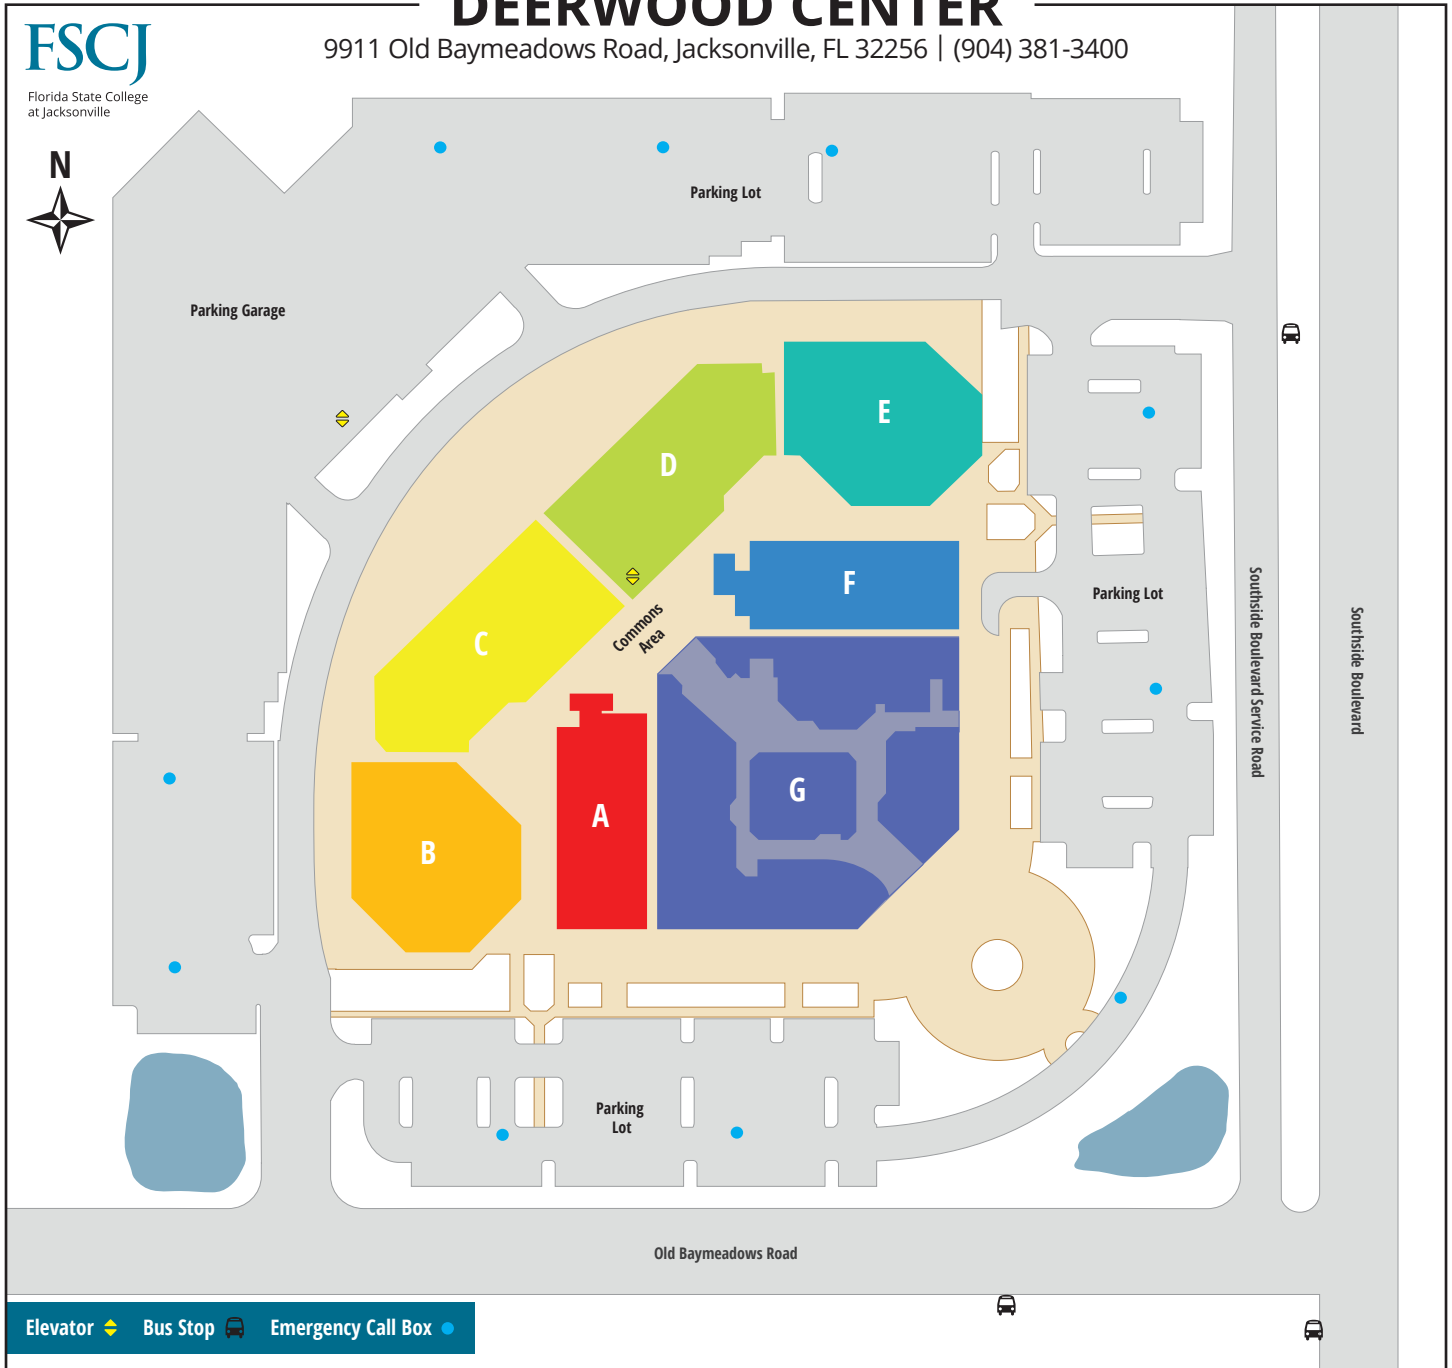 DEERWOOD CENTER
9911 Old Baymeadows Road, Jacksonville, FL 32256 | (904) 381-3400
FSCJ
Florida State College
at Jacksonville
N
Parking Lot
Parking Garage
E
D
F
Parking Lot
Commons
Area
C
Southside Boulevard Service Road
Southside Boulevard
G
A
B
Parking
Lot
Old Baymeadows Road
Elevator
Bus Stop
Emergency Call Box